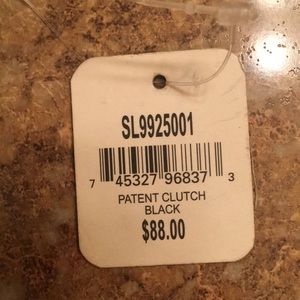 SL9925001
7 45327 96837 3
PATENT CLUTCH
BLACK
$88.00